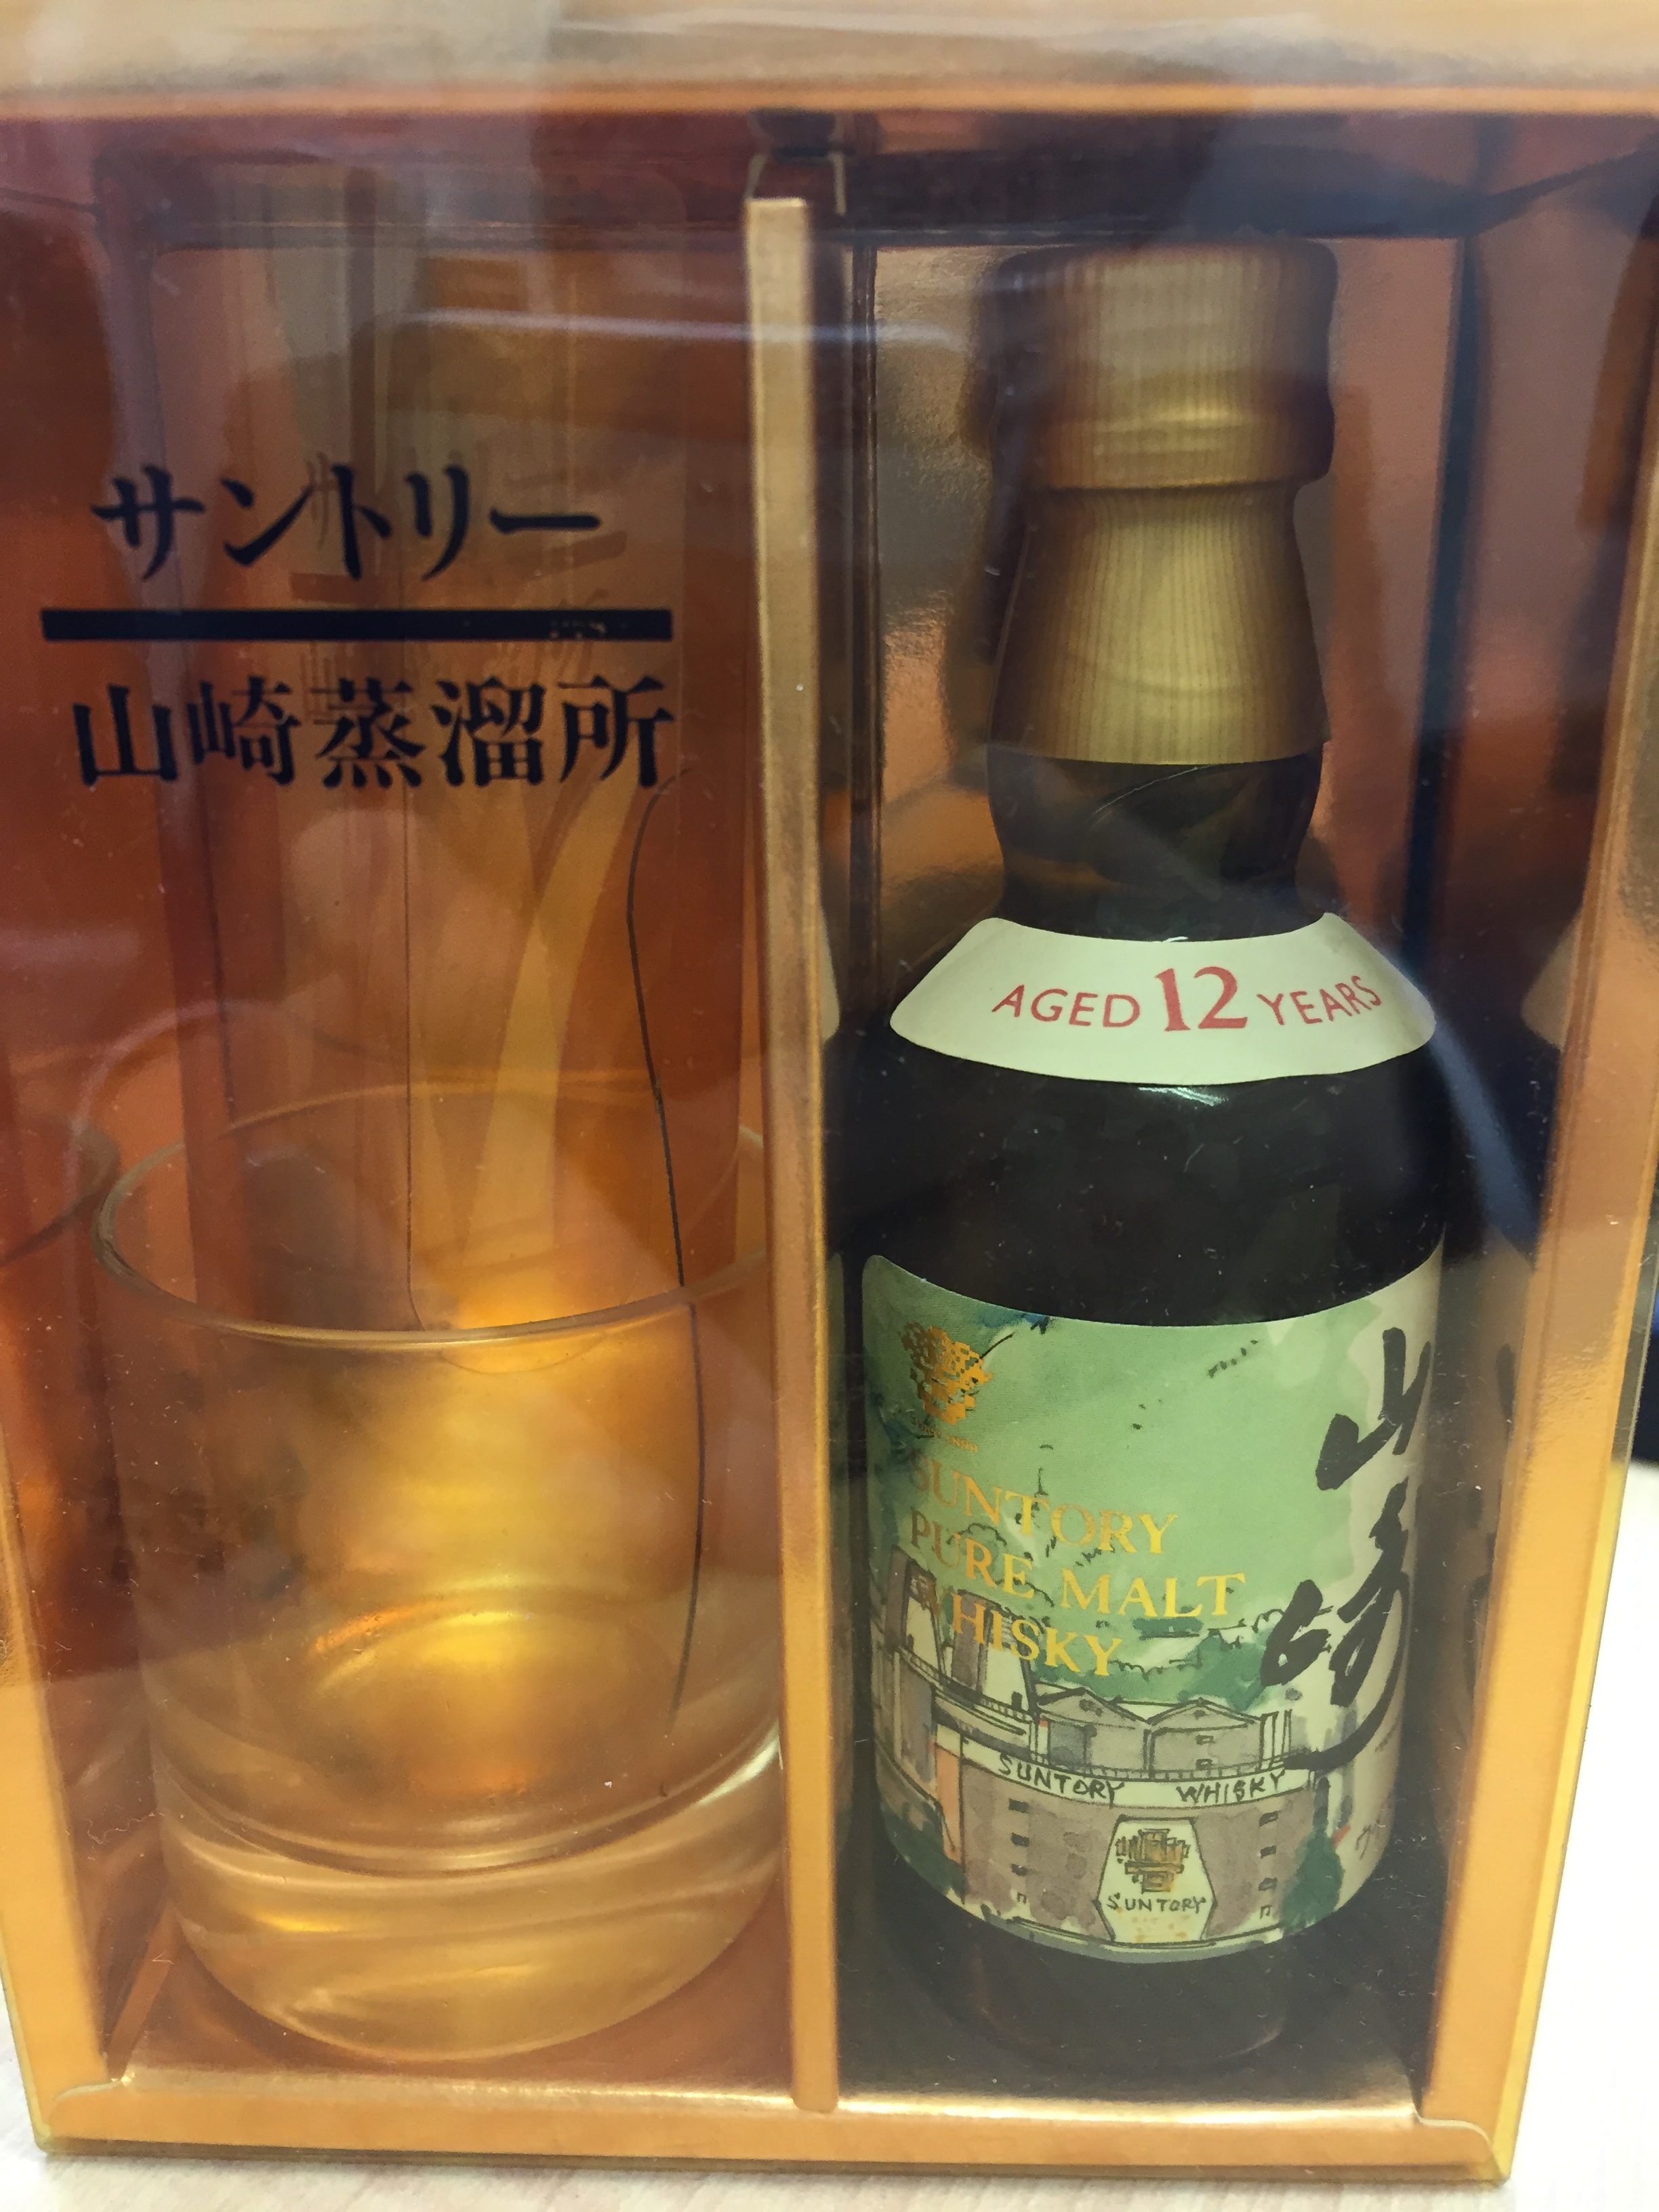 サントリー
山崎蒸溜所
AGED 12 YEARS
SUNTORY
PURE MALT
WHISKY
山崎
SUNTORY WHISKY
SUNTORY